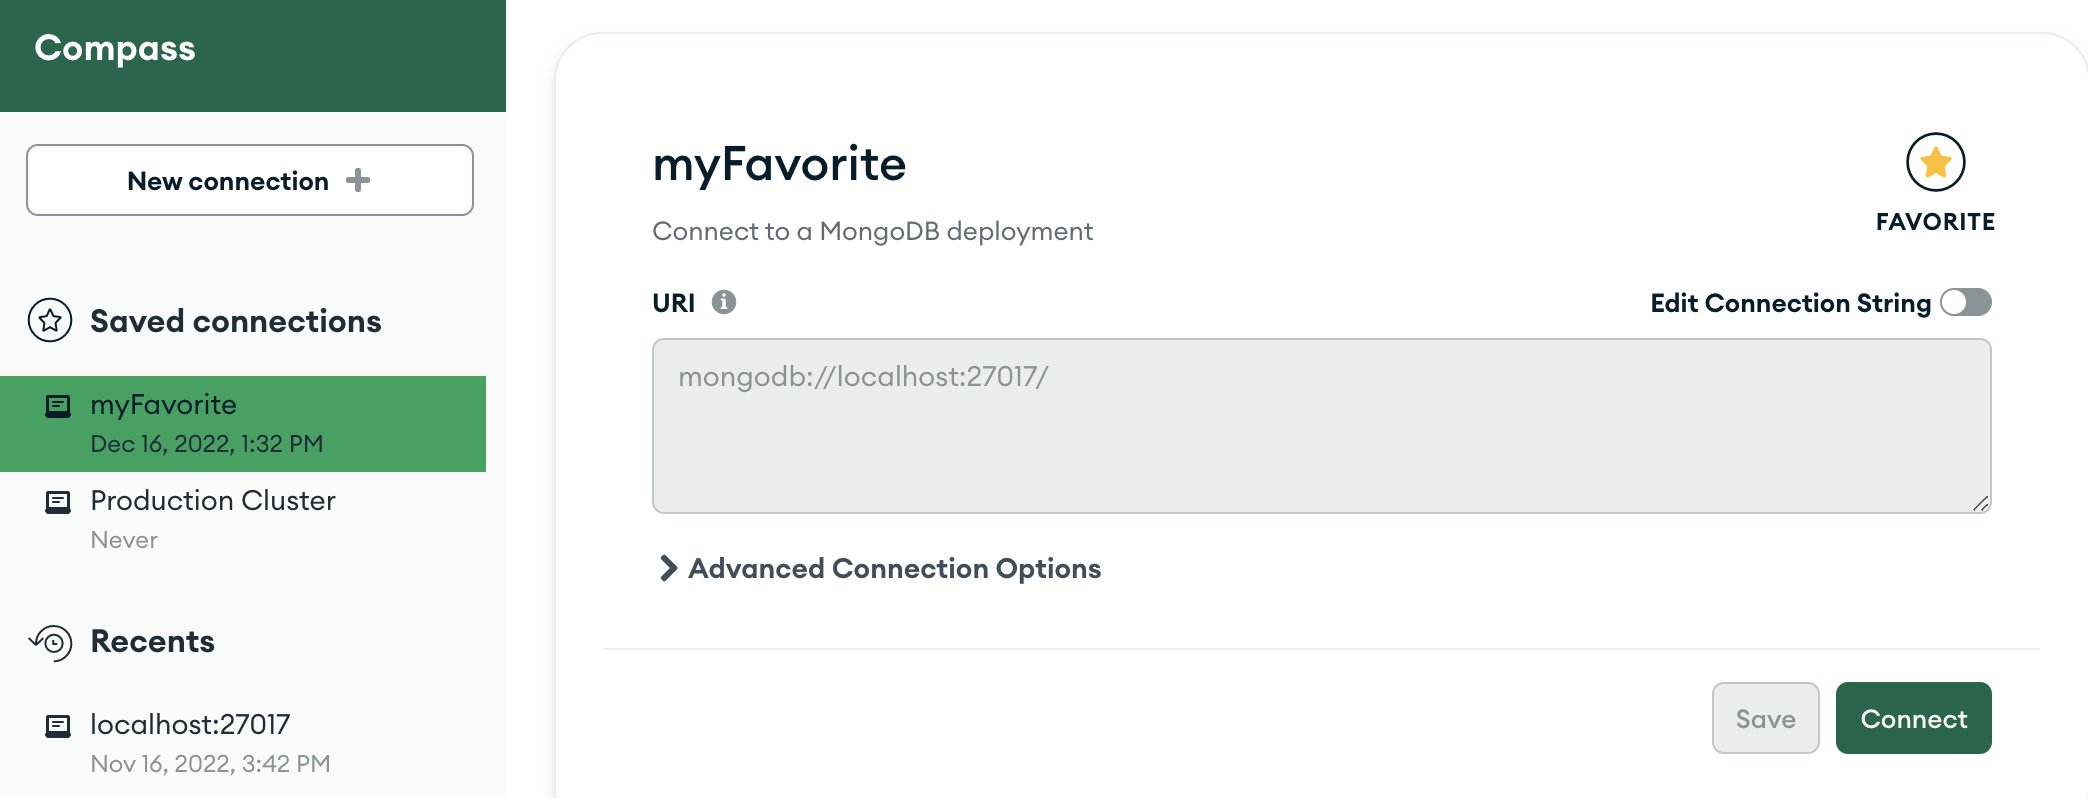 Compass
New connection
Saved connections
myFavorite
Dec 16, 2022, 1:32 PM
Production Cluster
Never
Recents
localhost:27017
Nov 16, 2022, 3:42 PM
myFavorite
FAVORITE
Connect to a MongoDB deployment
URI
Edit Connection String
mongodb://localhost:27017/
Advanced Connection Options
Save
Connect